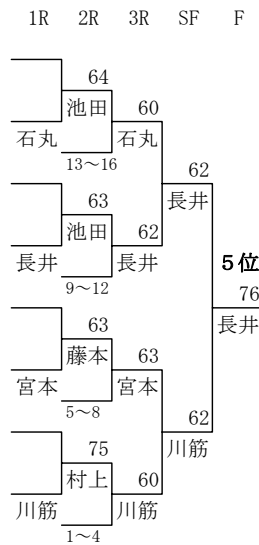 1R 2R 3R SF F
64
池田 60
石丸 石丸
13～16 62
63 長井
池田 62
長井 長井 5位
9～12 76
63 長井
藤本 63
宮本 宮本
5～8 62
75 川筋
村上 60
川筋 川筋
1～4